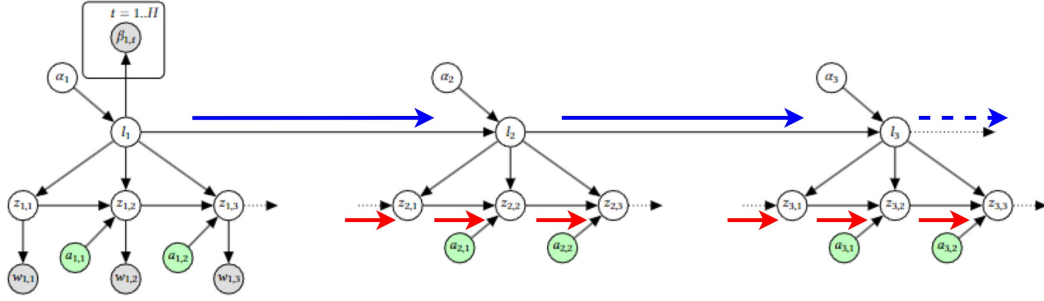 t = 1..H
β1,t
α1 α2 α3
l1 l2 l3
z1,1 z1,2 z1,3 z2,1 z2,2 z2,3 z3,1 z3,2 z3,3
a1,1 a1,2 a2,1 a2,2 a3,1 a3,2
w1,1 w1,2 w1,3